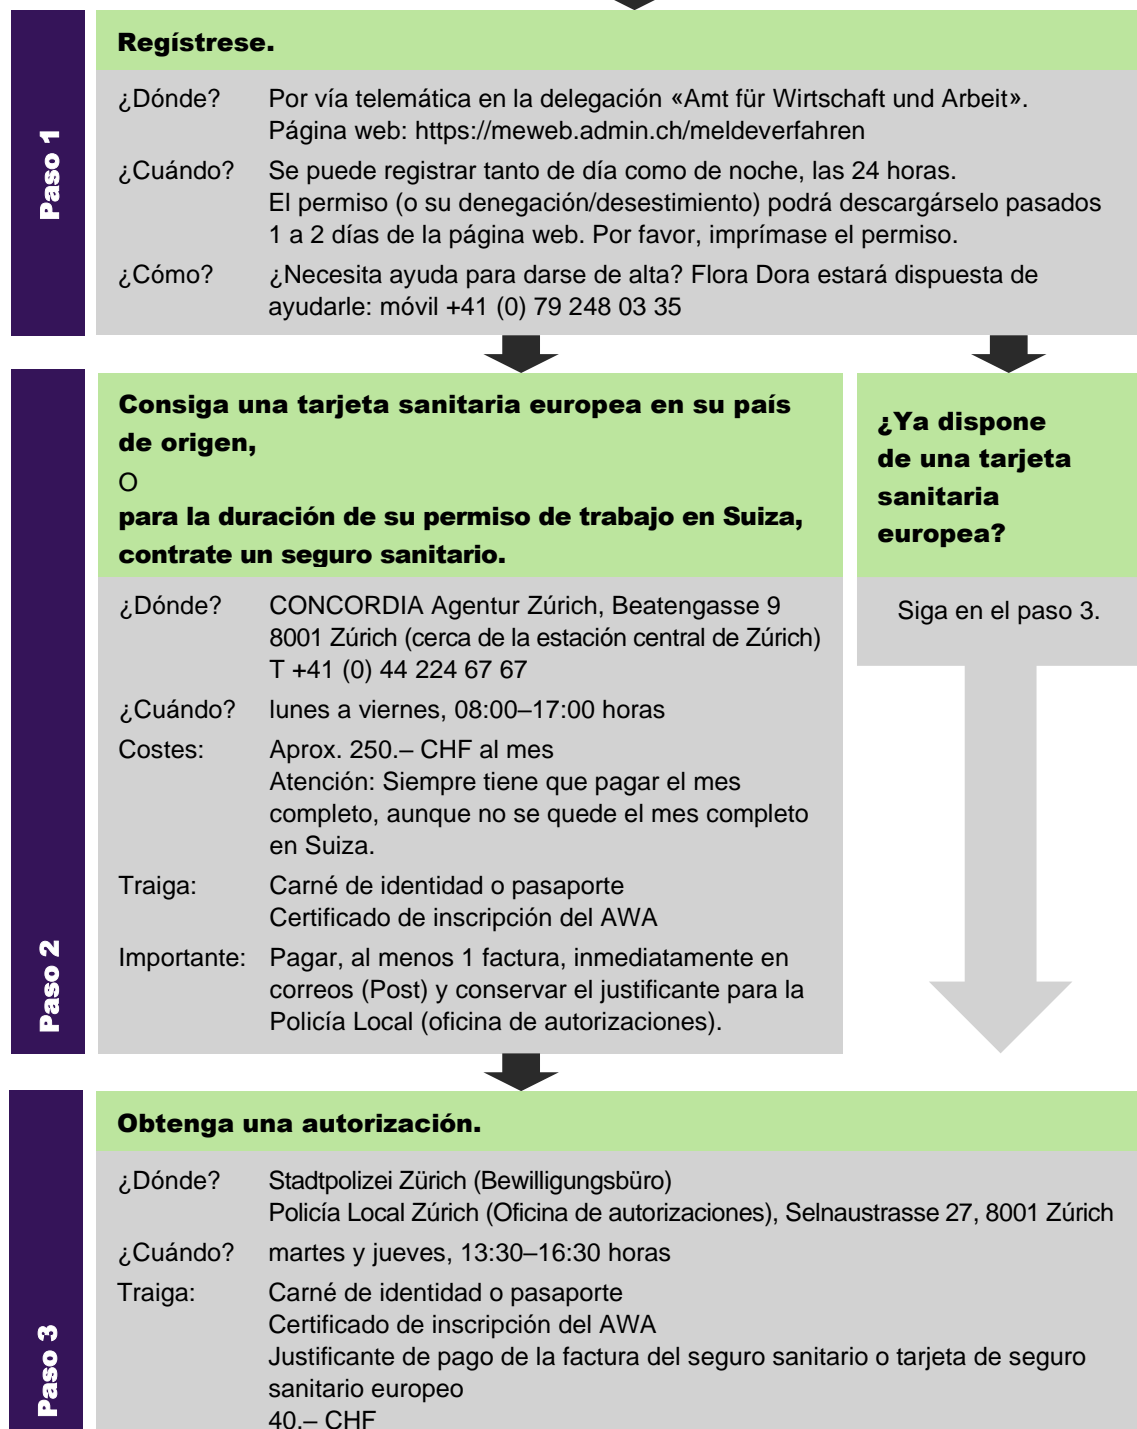 Paso 1
Regístrese.
¿Dónde? Por vía telemática en la delegación «Amt für Wirtschaft und Arbeit».
Página web: https://meweb.admin.ch/meldeverfahren
¿Cuándo? Se puede registrar tanto de día como de noche, las 24 horas.
El permiso (o su denegación/desestimiento) podrá descargárselo pasados
1 a 2 días de la página web. Por favor, imprímase el permiso.
¿Cómo? ¿Necesita ayuda para darse de alta? Flora Dora estará dispuesta de
ayudarle: móvil +41 (0) 79 248 03 35
Paso 2
Consiga una tarjeta sanitaria europea en su país
de origen,
O
para la duración de su permiso de trabajo en Suiza,
contrate un seguro sanitario.
¿Dónde? CONCORDIA Agentur Zúrich, Beatengasse 9
8001 Zúrich (cerca de la estación central de Zúrich)
T +41 (0) 44 224 67 67
¿Cuándo? lunes a viernes, 08:00–17:00 horas
Costes: Aprox. 250.– CHF al mes
Atención: Siempre tiene que pagar el mes
completo, aunque no se quede el mes completo
en Suiza.
Traiga: Carné de identidad o pasaporte
Certificado de inscripción del AWA
Importante: Pagar, al menos 1 factura, inmediatamente en
correos (Post) y conservar el justificante para la
Policía Local (oficina de autorizaciones).
¿Ya dispone
de una tarjeta
sanitaria
europea?
Siga en el paso 3.
Paso 3
Obtenga una autorización.
¿Dónde? Stadtpolizei Zúrich (Bewilligungsbüro)
Policía Local Zúrich (Oficina de autorizaciones), Selnaustrasse 27, 8001 Zúrich
¿Cuándo? martes y jueves, 13:30–16:30 horas
Traiga: Carné de identidad o pasaporte
Certificado de inscripción del AWA
Justificante de pago de la factura del seguro sanitario o tarjeta de seguro
sanitario europeo
40.– CHF